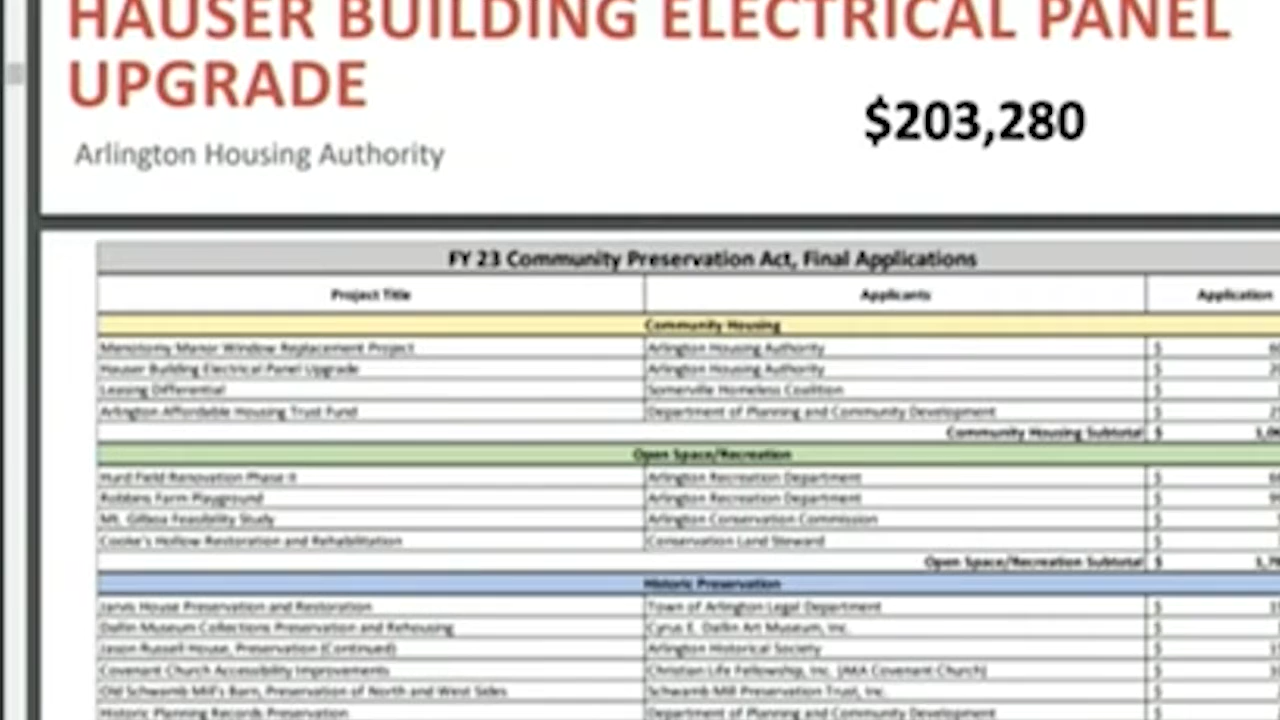 HAUSER BUILDING ELECTRICAL PANEL
UPGRADE
$203,280
Arlington Housing Authority
FY 23 Community Preservation Act, Final Applications
Project Title Applicants Application
Community Housing
Menotomy Manor Window Replacement Project Arlington Housing Authority $
Hauser Building Electrical Panel Upgrade Arlington Housing Authority $
Leasing Differential Somerville Homeless Coalition $
Arlington Affordable Housing Trust Fund Department of Planning and Community Development $
Community Housing Subtotal $
Open Space/Recreation
Hurd Field Renovation Phase II Arlington Recreation Department $
Robbins Farm Playground Arlington Recreation Department $
Mt. Gilboa Feasibility Study Arlington Conservation Commission $
Cooke's Hollow Restoration and Rehabilitation Conservation Land Steward $
Open Space/Recreation Subtotal $
Historic Preservation
Jarvis House Preservation and Restoration Town of Arlington Legal Department $
Dallin Museum Collections Preservation and Rehousing Cyrus E. Dallin Art Museum, Inc. $
Jason Russell House, Preservation (Continued) Arlington Historical Society $
Covenant Church Accessibility Improvements Christian Life Fellowship, Inc. (AKA Covenant Church) $
Old Schwamb Mill's Barn, Preservation of North and West Sides Schwamb Mill Preservation Trust, Inc. $
Historic Planning Records Preservation Department of Planning and Community Development $